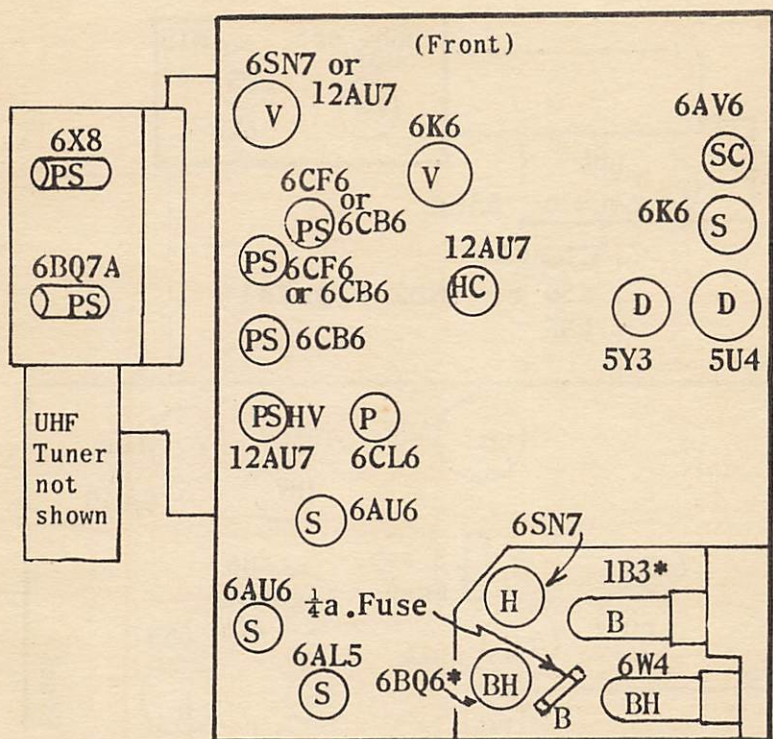 (Front)
6SN7 or
12AU7
V
6K6
V
6AV6
SC
6X8
PS
6CF6
or
6CB6
PS
6K6
S
6BQ7A
PS
PS
6CF6
or 6CB6
12AU7
HC
D
5Y3
D
5U4
PS
6CB6
UHF
Tuner
not
shown
PSHV
12AU7
P
6CL6
S
6AU6
6SN7
H
1B3*
B
6AU6
S
¼a.Fuse
6AL5
S
6BQ6*
BH
B
6W4
BH